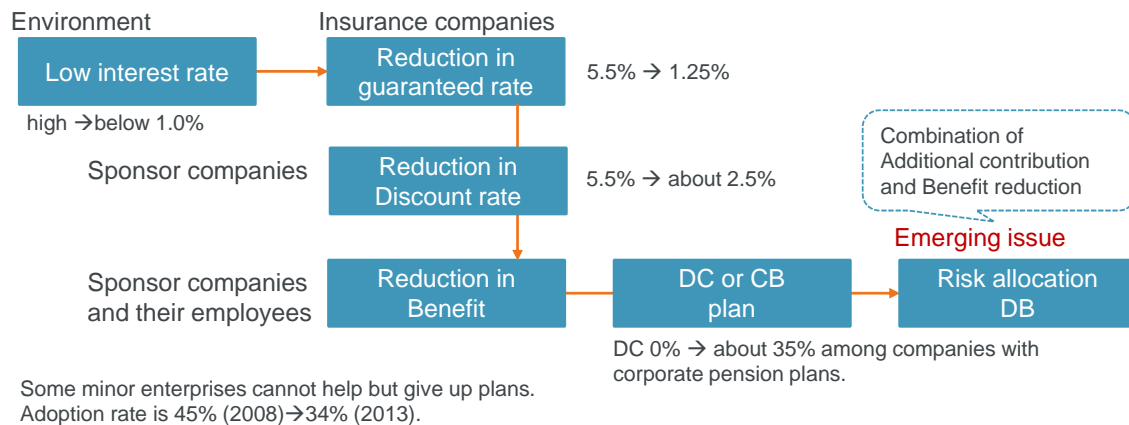 Environment
Insurance companies
Low interest rate
Reduction in
guaranteed rate
5.5% → 1.25%
high →below 1.0%
Combination of
Additional contribution
and Benefit reduction
Sponsor companies
Reduction in
Discount rate
5.5% → about 2.5%
Emerging issue
Sponsor companies
and their employees
Reduction in
Benefit
DC or CB
plan
Risk allocation
DB
DC 0% → about 35% among companies with
corporate pension plans.
Some minor enterprises cannot help but give up plans.
Adoption rate is 45% (2008)→34% (2013).